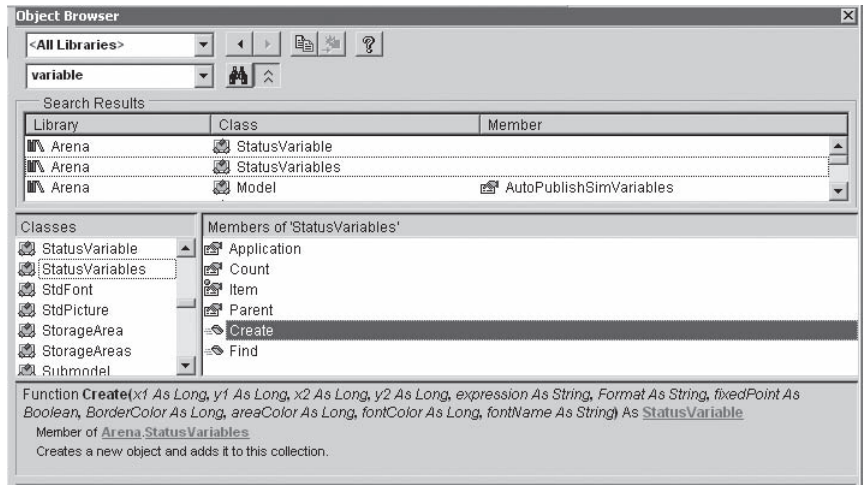 Object Browser
<All Libraries>
variable
Search Results
Library Class Member
Arena StatusVariable
Arena StatusVariables
Arena Model AutoPublishSimVariables
Classes
StatusVariable
StatusVariables
StdFont
StdPicture
StorageArea
StorageAreas
Submodel
Members of 'StatusVariables'
Application
Count
Item
Parent
Create
Find
Function Create(x1 As Long, y1 As Long, x2 As Long, y2 As Long, expression As String, Format As String, fixedPoint As
Boolean, BorderColor As Long, areaColor As Long, fontColor As Long, fontName As String) As StatusVariable
Member of Arena.StatusVariables
Creates a new object and adds it to this collection.